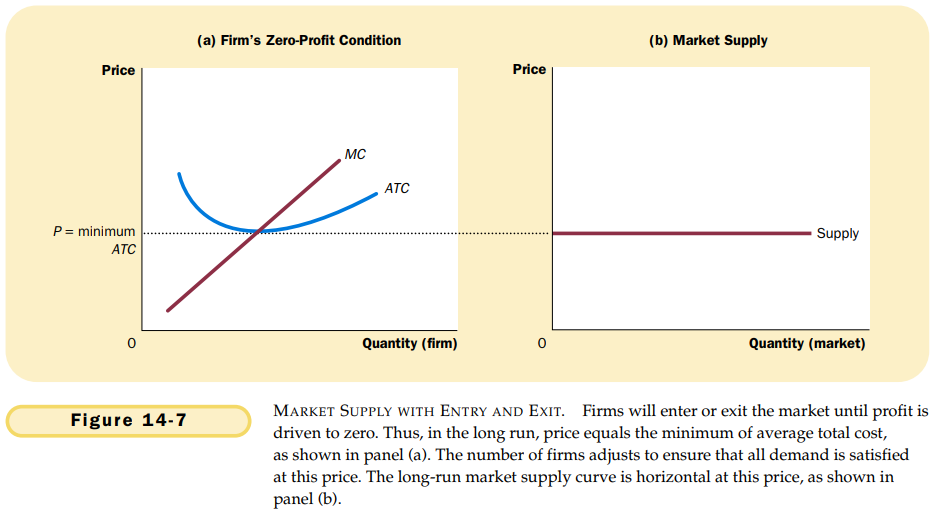 (a) Firm's Zero-Profit Condition
Price
MC
ATC
P = minimum
ATC
0
Quantity (firm)
(b) Market Supply
Price
Supply
0
Quantity (market)
Figure 14-7
MARKET SUPPLY WITH ENTRY AND EXIT. Firms will enter or exit the market until profit is
driven to zero. Thus, in the long run, price equals the minimum of average total cost,
as shown in panel (a). The number of firms adjusts to ensure that all demand is satisfied
at this price. The long-run market supply curve is horizontal at this price, as shown in
panel (b).